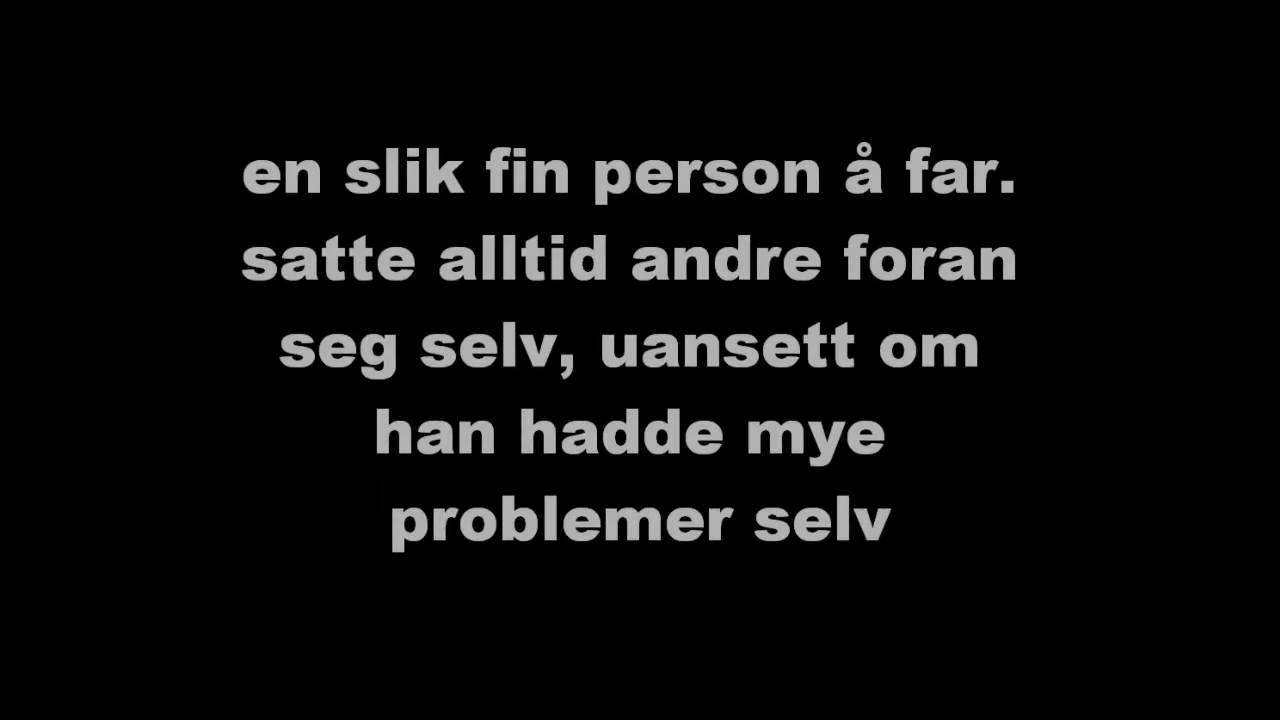 en slik fin person å far.
satte alltid andre foran
seg selv, uansett om
han hadde mye
problemer selv